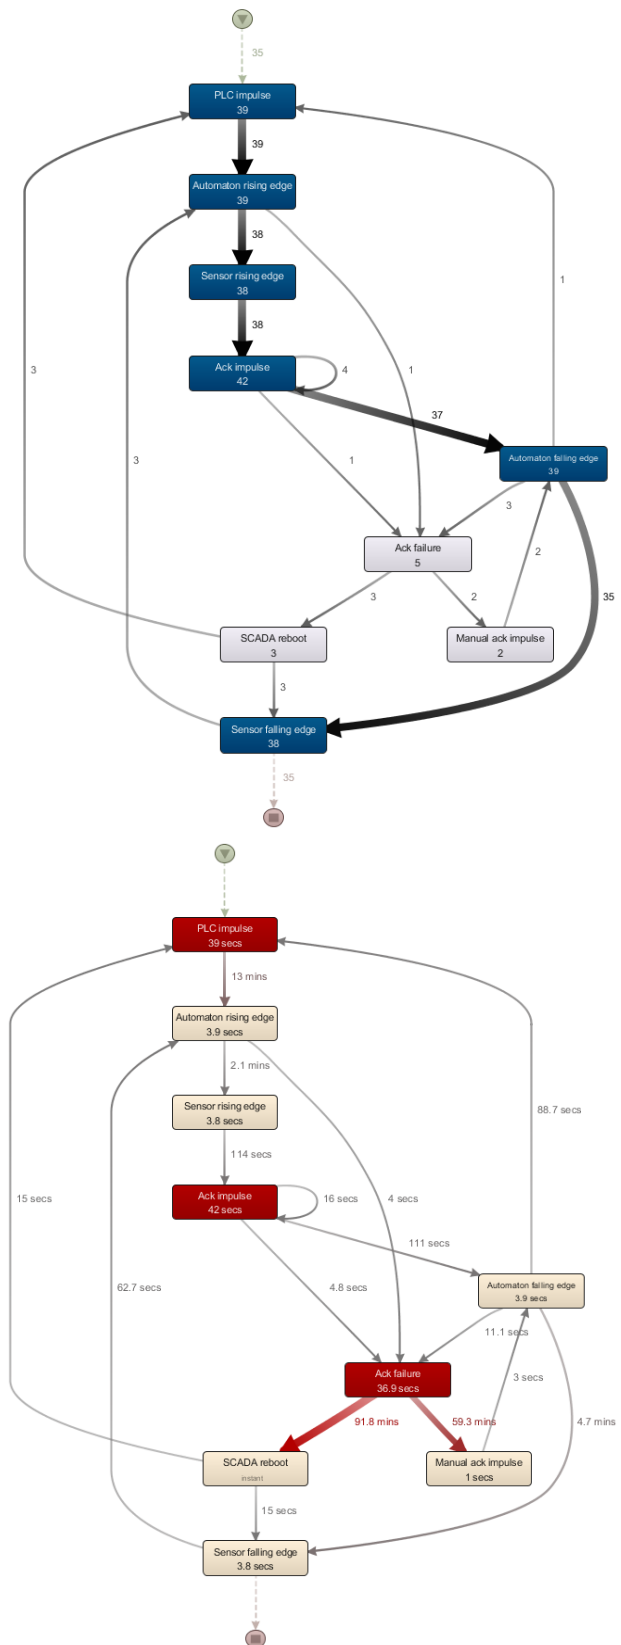 35
PLC impulse
39
39
Automaton rising edge
39
38
Sensor rising edge
38
38
Ack impulse
42
4
1
1
3
3
37
1
Automaton falling edge
39
3
2
35
Ack failure
5
3
2
SCADA reboot
3
Manual ack impulse
2
3
Sensor falling edge
38
35
PLC impulse
39 secs
13 mins
Automaton rising edge
3.9 secs
2.1 mins
Sensor rising edge
3.8 secs
88.7 secs
114 secs
Ack impulse
42 secs
15 secs
16 secs
4 secs
111 secs
62.7 secs
4.8 secs
Automaton falling edge
3.9 secs
11.1 secs
Ack failure
36.9 secs
3 secs
91.8 mins
59.3 mins
4.7 mins
SCADA reboot
instant
Manual ack impulse
1 secs
15 secs
Sensor falling edge
3.8 secs